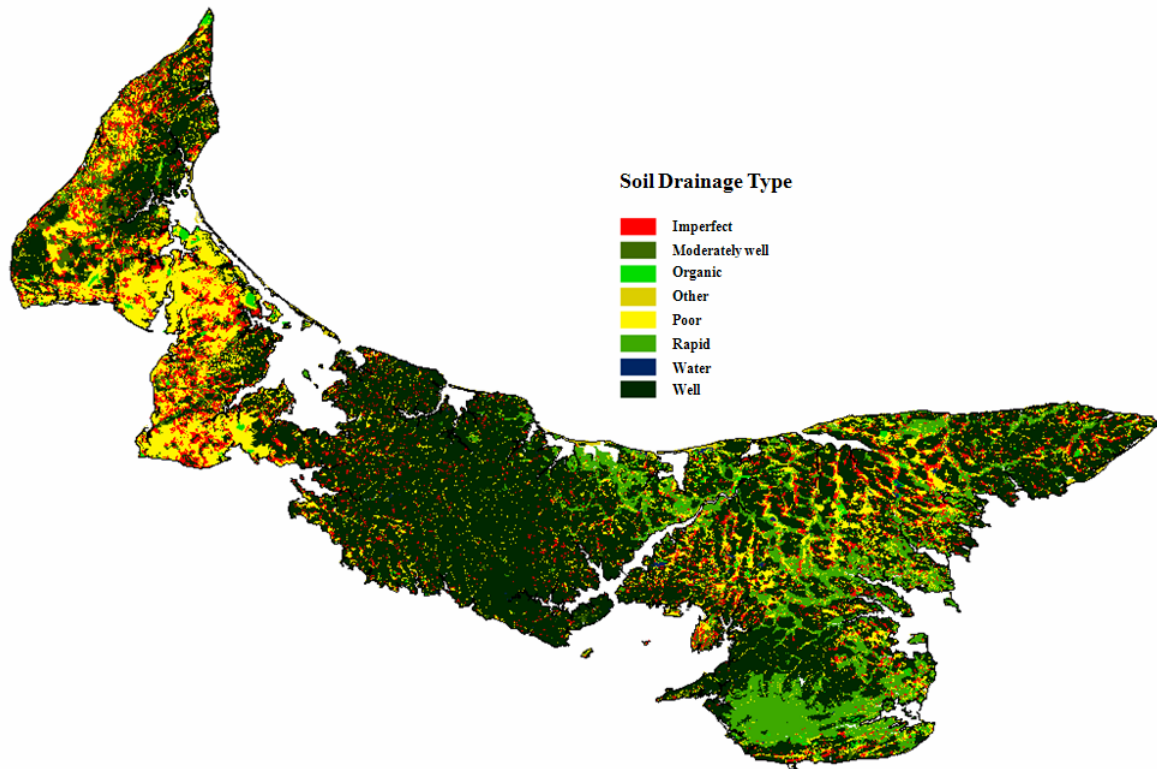 Soil Drainage Type
Imperfect
Moderately well
Organic
Other
Poor
Rapid
Water
Well